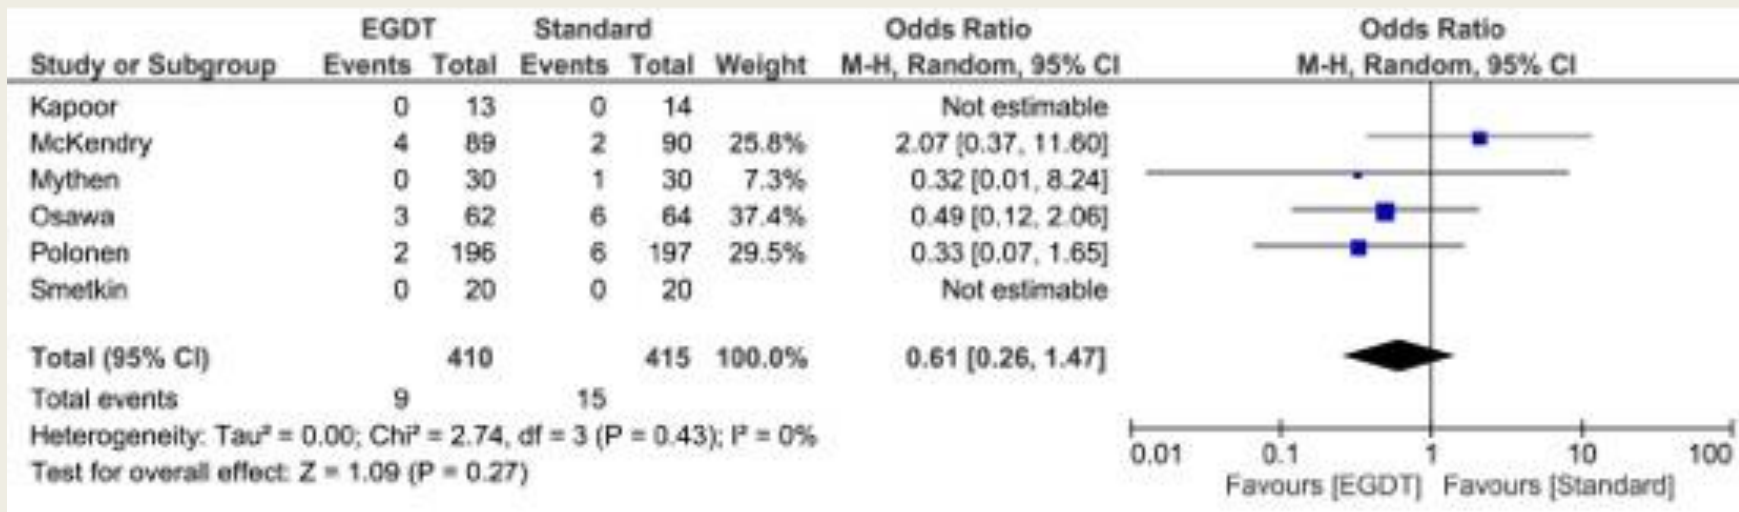 EGDT Standard Odds Ratio Odds Ratio
Study or Subgroup Events Total Events Total Weight M-H, Random, 95% CI M-H, Random, 95% CI
Kapoor 0 13 0 14 Not estimable
McKendry 4 89 2 90 25.8% 2.07 [0.37, 11.60]
Mythen 0 30 1 30 7.3% 0.32 [0.01, 8.24]
Osawa 3 62 6 64 37.4% 0.49 [0.12, 2.06]
Polonen 2 196 6 197 29.5% 0.33 [0.07, 1.65]
Smetkin 0 20 0 20 Not estimable
Total (95% CI) 410 415 100.0% 0.61 [0.26, 1.47]
Total events 9 15
Heterogeneity: Tau² = 0.00; Chi² = 2.74, df = 3 (P = 0.43); I² = 0%
Test for overall effect: Z = 1.09 (P = 0.27)
0.01 0.1 1 10 100
Favours [EGDT] Favours [Standard]